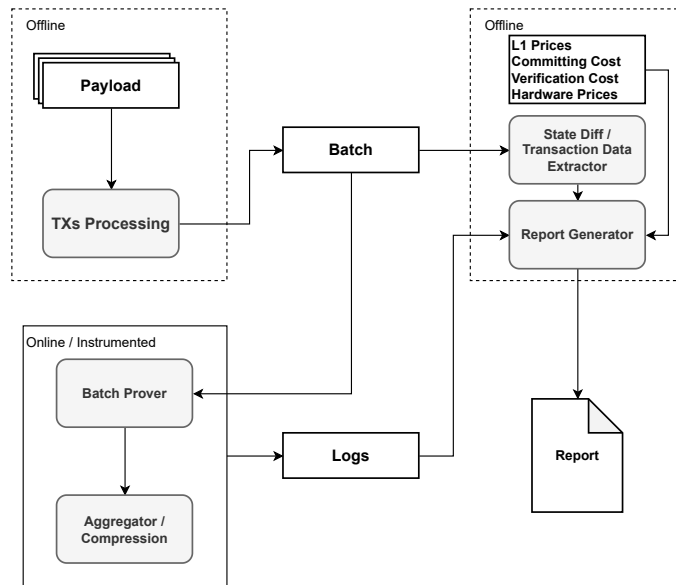 Offline
Payload
TXs Processing
Batch
Offline
L1 Prices
Committing Cost
Verification Cost
Hardware Prices
State Diff /
Transaction Data
Extractor
Report Generator
Online / Instrumented
Batch Prover
Aggregator /
Compression
Logs
Report